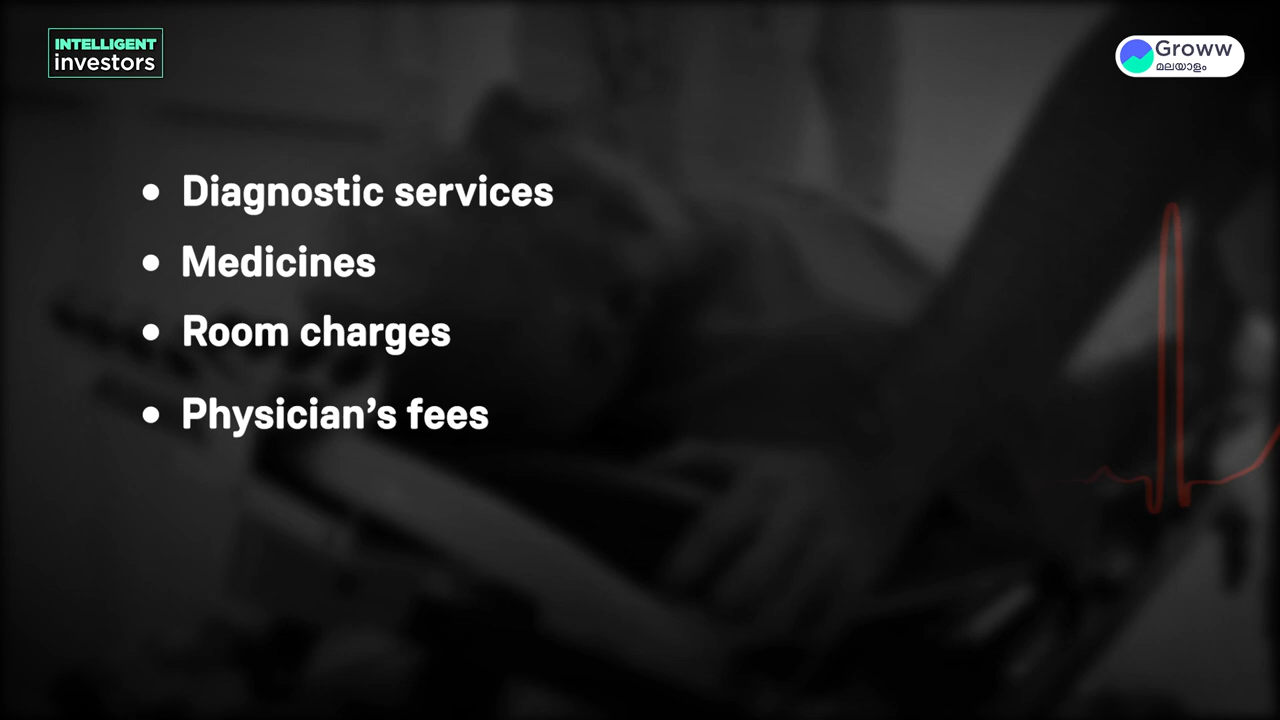 INTELLIGENT
investors
Groww
മലയാളം
• Diagnostic services
• Medicines
• Room charges
• Physician’s fees